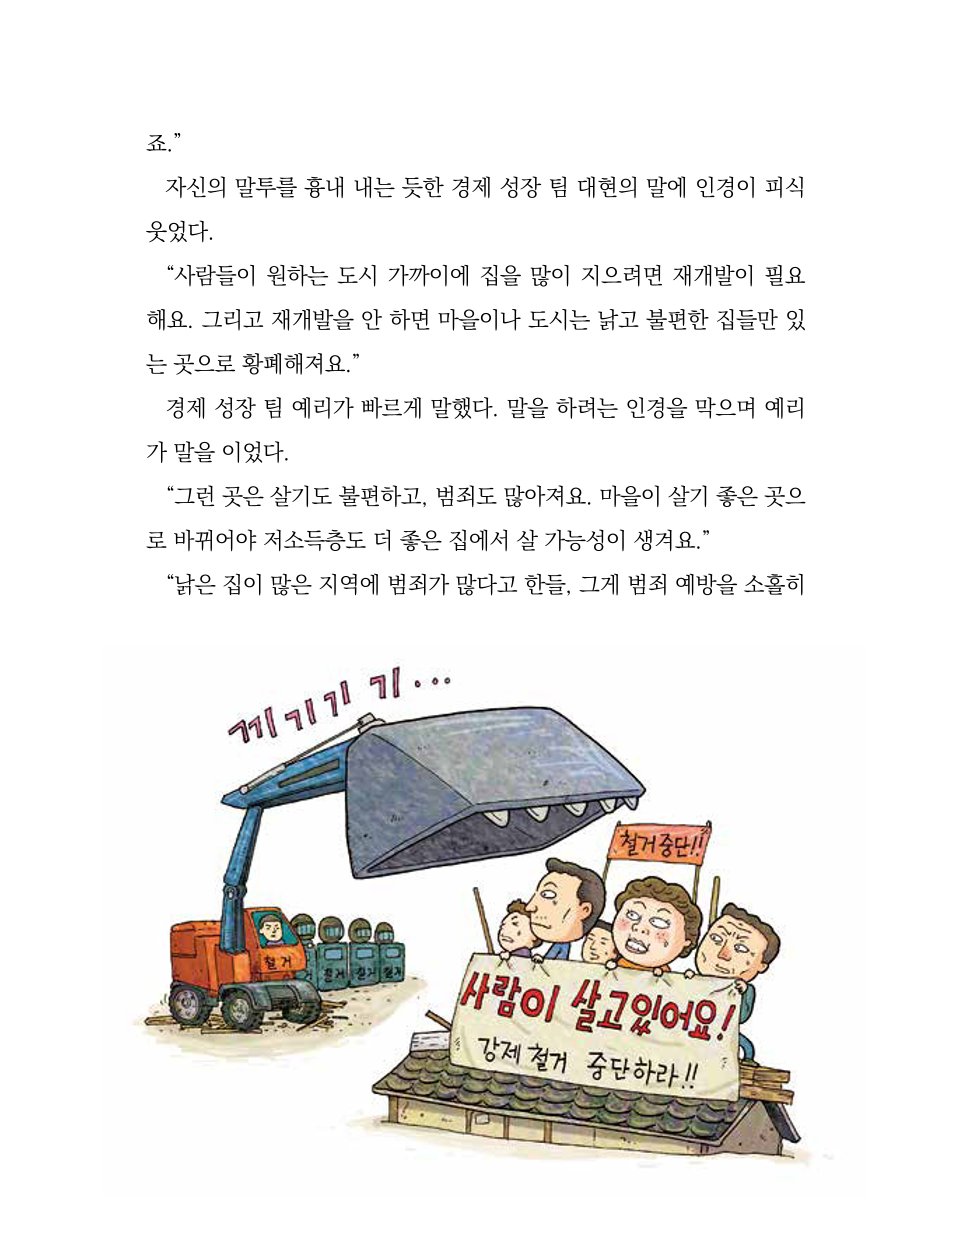 죠.”
자신의 말투를 흉내 내는 듯한 경제 성장 팀 대현의 말에 인경이 피식
웃었다.
“사람들이 원하는 도시 가까이에 집을 많이 지으려면 재개발이 필요
해요. 그리고 재개발을 안 하면 마을이나 도시는 낡고 불편한 집들만 있
는 곳으로 황폐해져요.”
경제 성장 팀 예리가 빠르게 말했다. 말을 하려는 인경을 막으며 예리
가 말을 이었다.
“그런 곳은 살기도 불편하고, 범죄도 많아져요. 마을이 살기 좋은 곳으
로 바뀌어야 저소득층도 더 좋은 집에서 살 가능성이 생겨요.”
“낡은 집이 많은 지역에 범죄가 많다고 한들, 그게 범죄 예방을 소홀히
끼기기 기...
철거중단!!
철거
철거
철거
철거
사람이 살고있어요!
강제 철거 중단하라!!